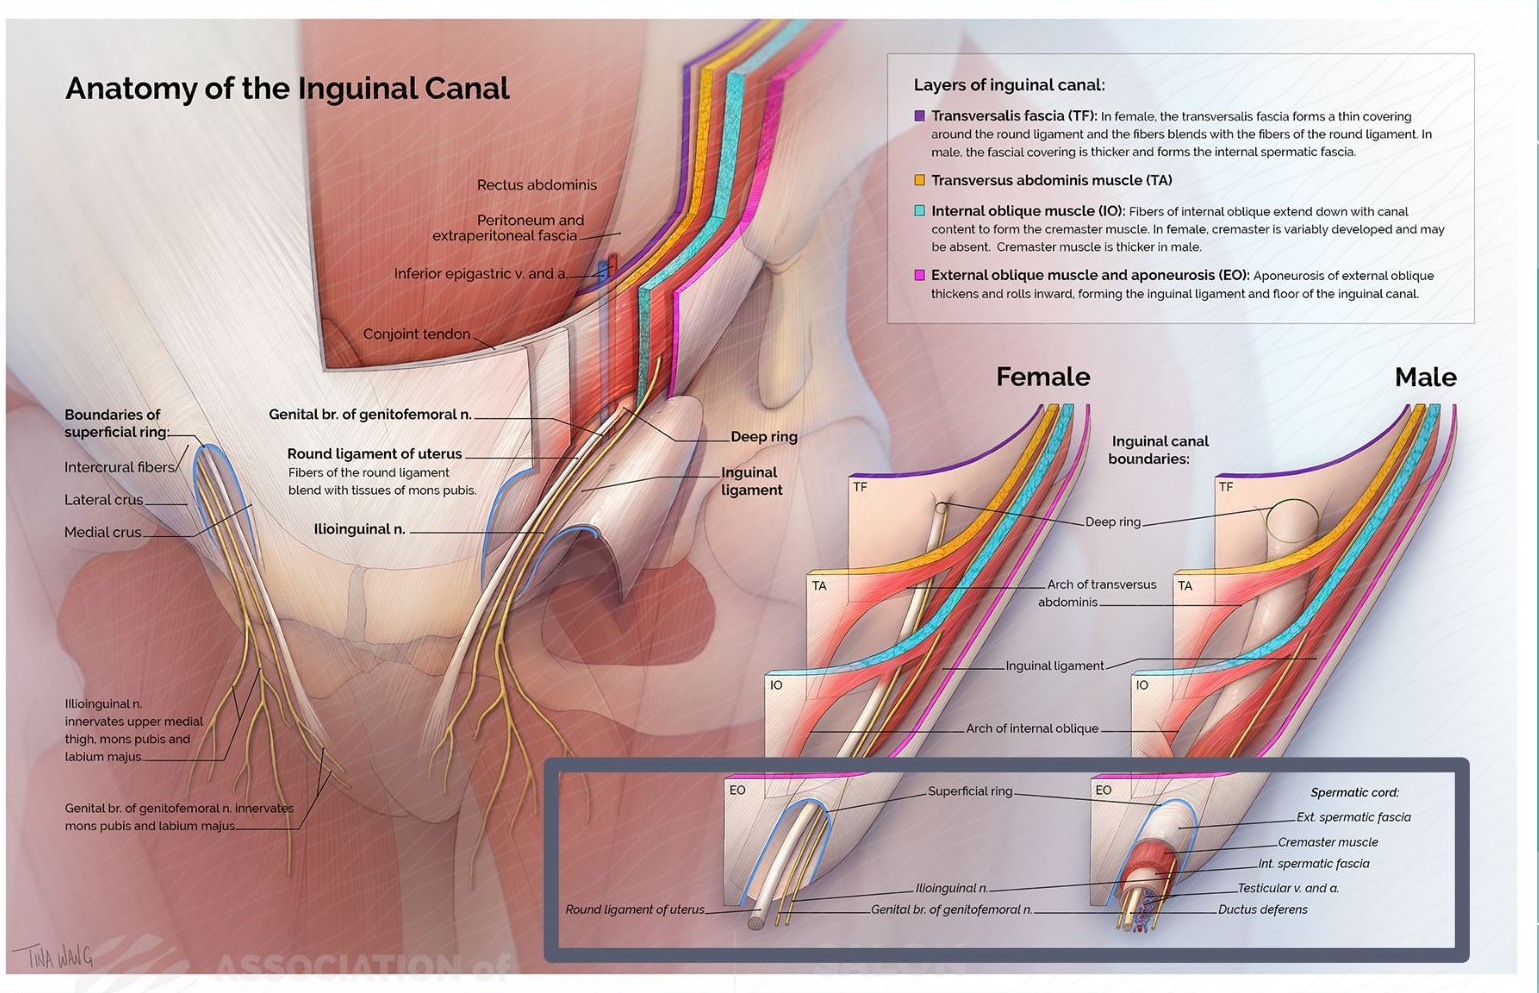 Anatomy of the Inguinal Canal
Rectus abdominis
Peritoneum and
extraperitoneal fascia
Inferior epigastric v. and a.
Conjoint tendon
Boundaries of
superficial ring:
Intercrural fibers
Lateral crus
Medial crus
Genital br. of genitofemoral n.
Round ligament of uterus
Fibers of the round ligament
blend with tissues of mons pubis.
Ilioinguinal n.
Deep ring
Inguinal
ligament
Illioinguinal n.
innervates upper medial
thigh, mons pubis and
labium majus.
Genital br. of genitofemoral n. innervates
mons pubis and labium majus
Layers of inguinal canal:
Transversalis fascia (TF): In female, the transversalis fascia forms a thin covering
around the round ligament and the fibers blends with the fibers of the round ligament. In
male, the fascial covering is thicker and forms the internal spermatic fascia.
Transversus abdominis muscle (TA)
Internal oblique muscle (IO): Fibers of internal oblique extend down with canal
content to form the cremaster muscle. In female, cremaster is variably developed and may
be absent. Cremaster muscle is thicker in male.
External oblique muscle and aponeurosis (EO): Aponeurosis of external oblique
thickens and rolls inward, forming the inguinal ligament and floor of the inguinal canal.
Female
Male
Inguinal canal
boundaries:
TF
TF
Deep ring
TA
TA
Arch of transversus
abdominis
Inguinal ligament
IO
IO
Arch of internal oblique
EO
EO
Superficial ring
Spermatic cord:
Ext. spermatic fascia
Cremaster muscle
Int. spermatic fascia
Testicular v. and a.
Ductus deferens
Ilioinguinal n.
Round ligament of uterus
Genital br. of genitofemoral n.
TINA WANG
ASSOCIATION of
SALON